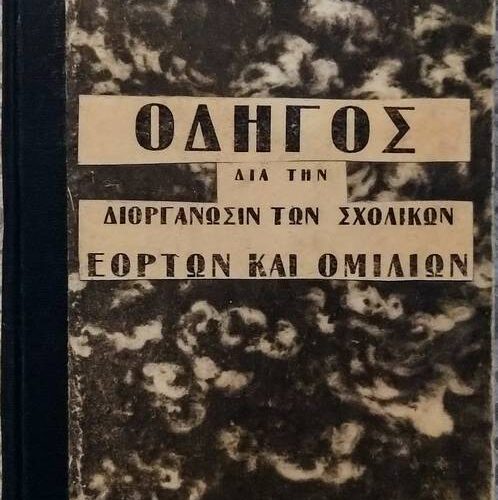 ΟΔΗΓΟΣ
ΔΙΑ ΤΗΝ
ΔΙΟΡΓΑΝΩΣΙΝ ΤΩΝ ΣΧΟΛΙΚΩΝ
ΕΟΡΤΩΝ ΚΑΙ ΟΜΙΛΙΩΝ